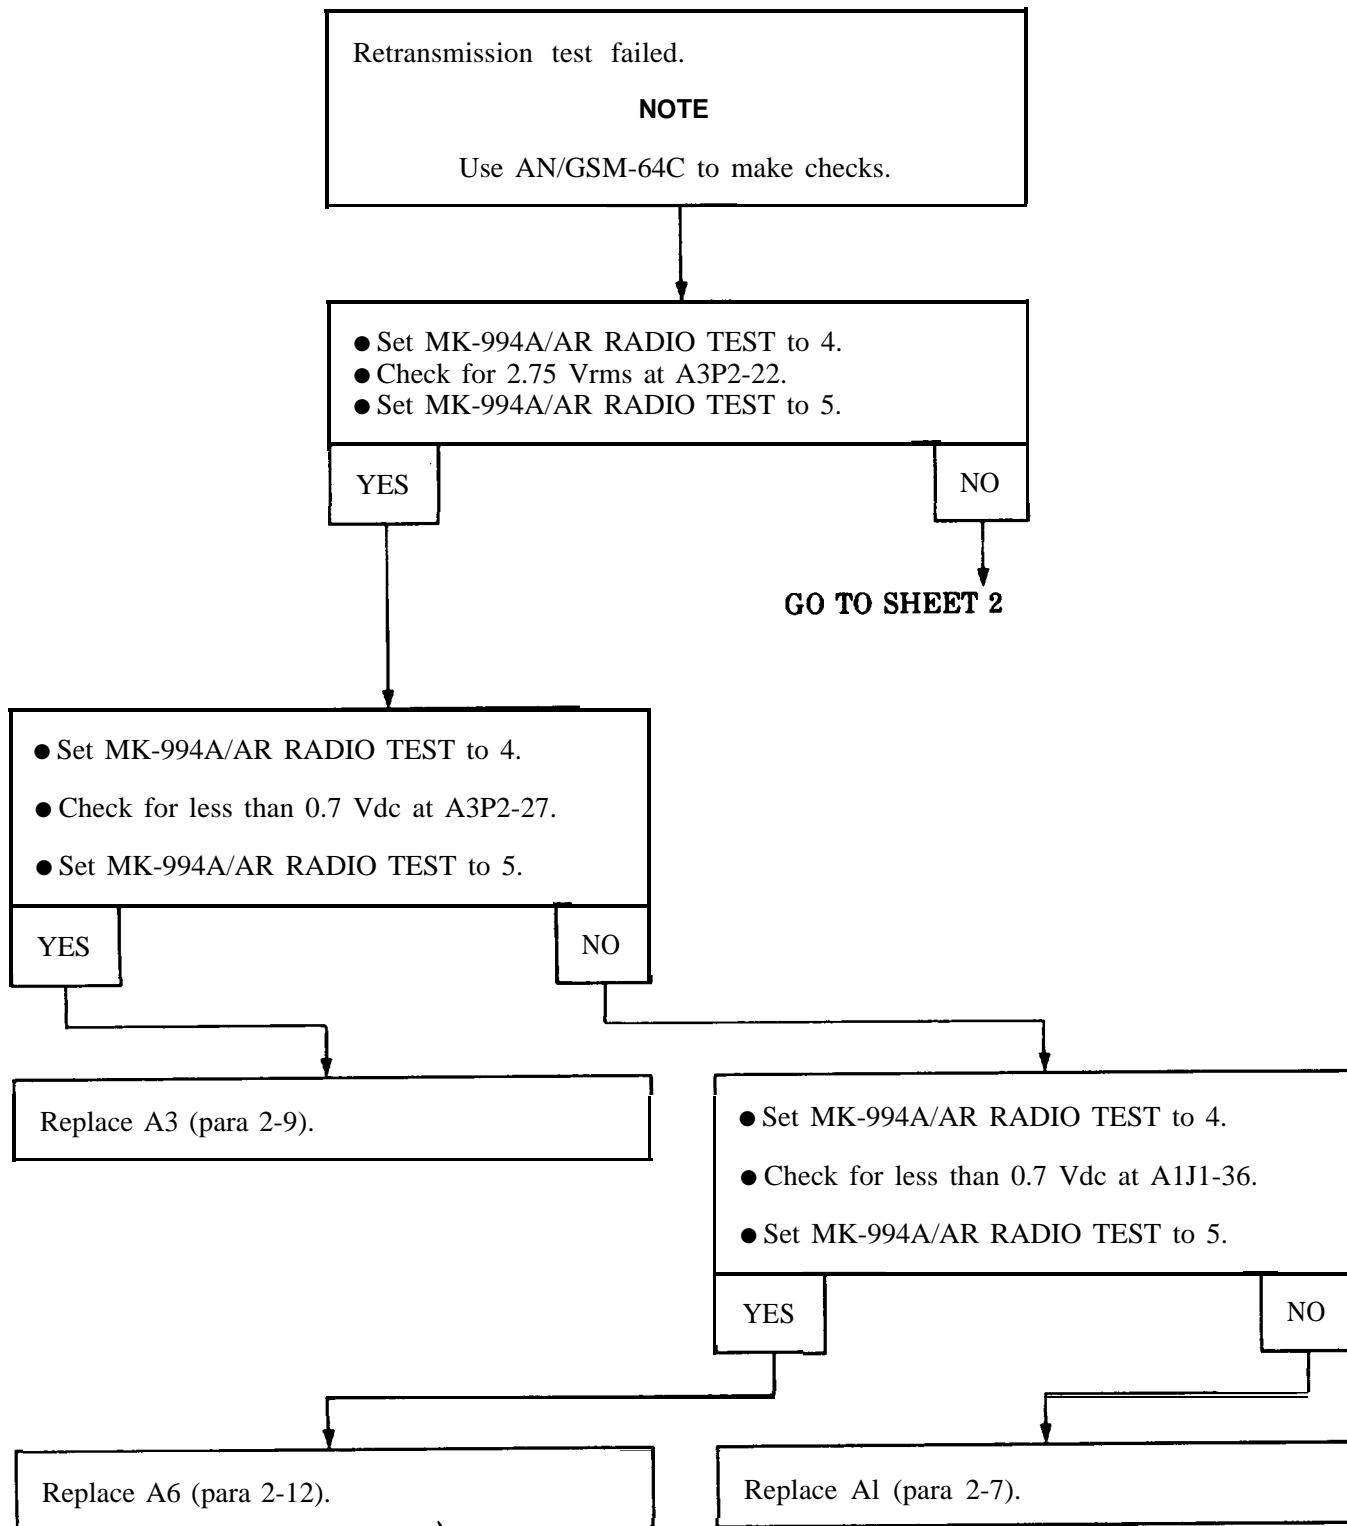 Retransmission test failed.
NOTE
Use AN/GSM-64C to make checks.
● Set MK-994A/AR RADIO TEST to 4.
● Check for 2.75 Vrms at A3P2-22.
● Set MK-994A/AR RADIO TEST to 5.
YES
NO
GO TO SHEET 2
● Set MK-994A/AR RADIO TEST to 4.
● Check for less than 0.7 Vdc at A3P2-27.
● Set MK-994A/AR RADIO TEST to 5.
YES
NO
Replace A3 (para 2-9).
● Set MK-994A/AR RADIO TEST to 4.
● Check for less than 0.7 Vdc at A1J1-36.
● Set MK-994A/AR RADIO TEST to 5.
YES
NO
Replace A6 (para 2-12).
Replace Al (para 2-7).